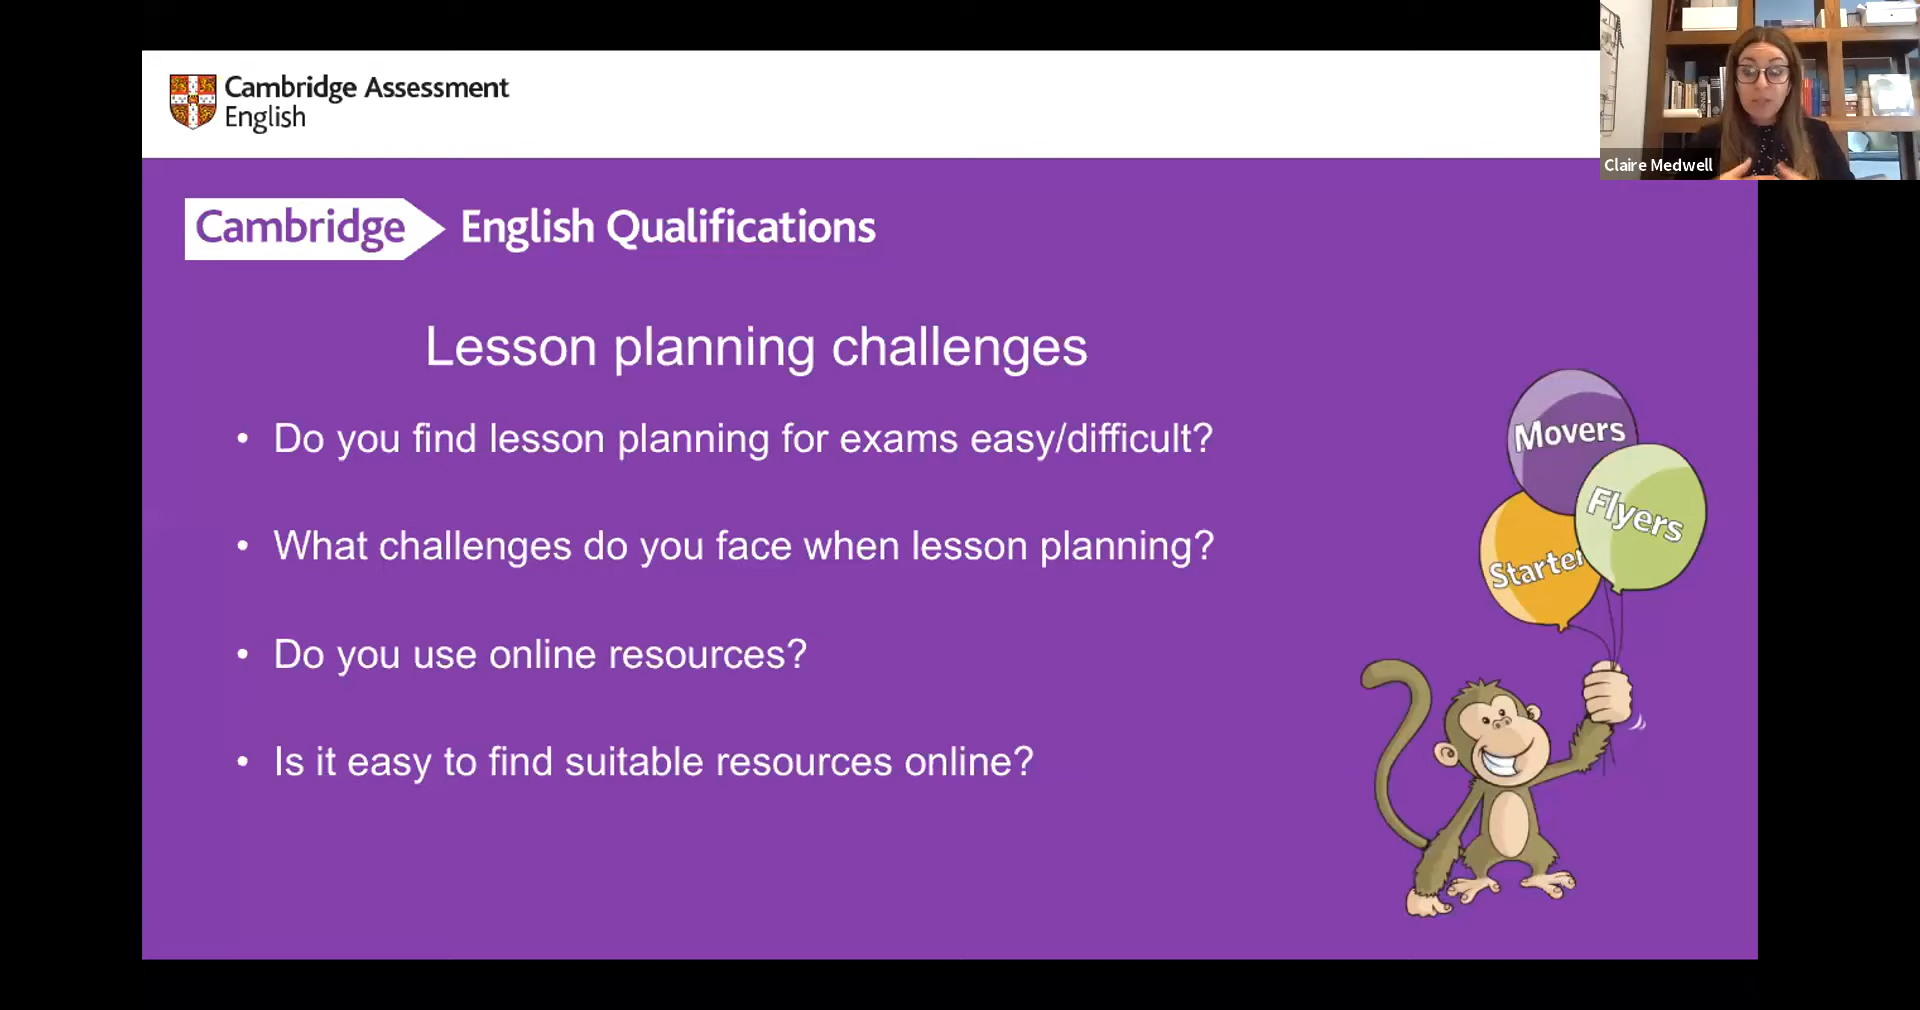 Cambridge Assessment
English
Claire Medwell
Cambridge English Qualifications
Lesson planning challenges
• Do you find lesson planning for exams easy/difficult?
• What challenges do you face when lesson planning?
• Do you use online resources?
• Is it easy to find suitable resources online?
Movers
Flyers
Starter